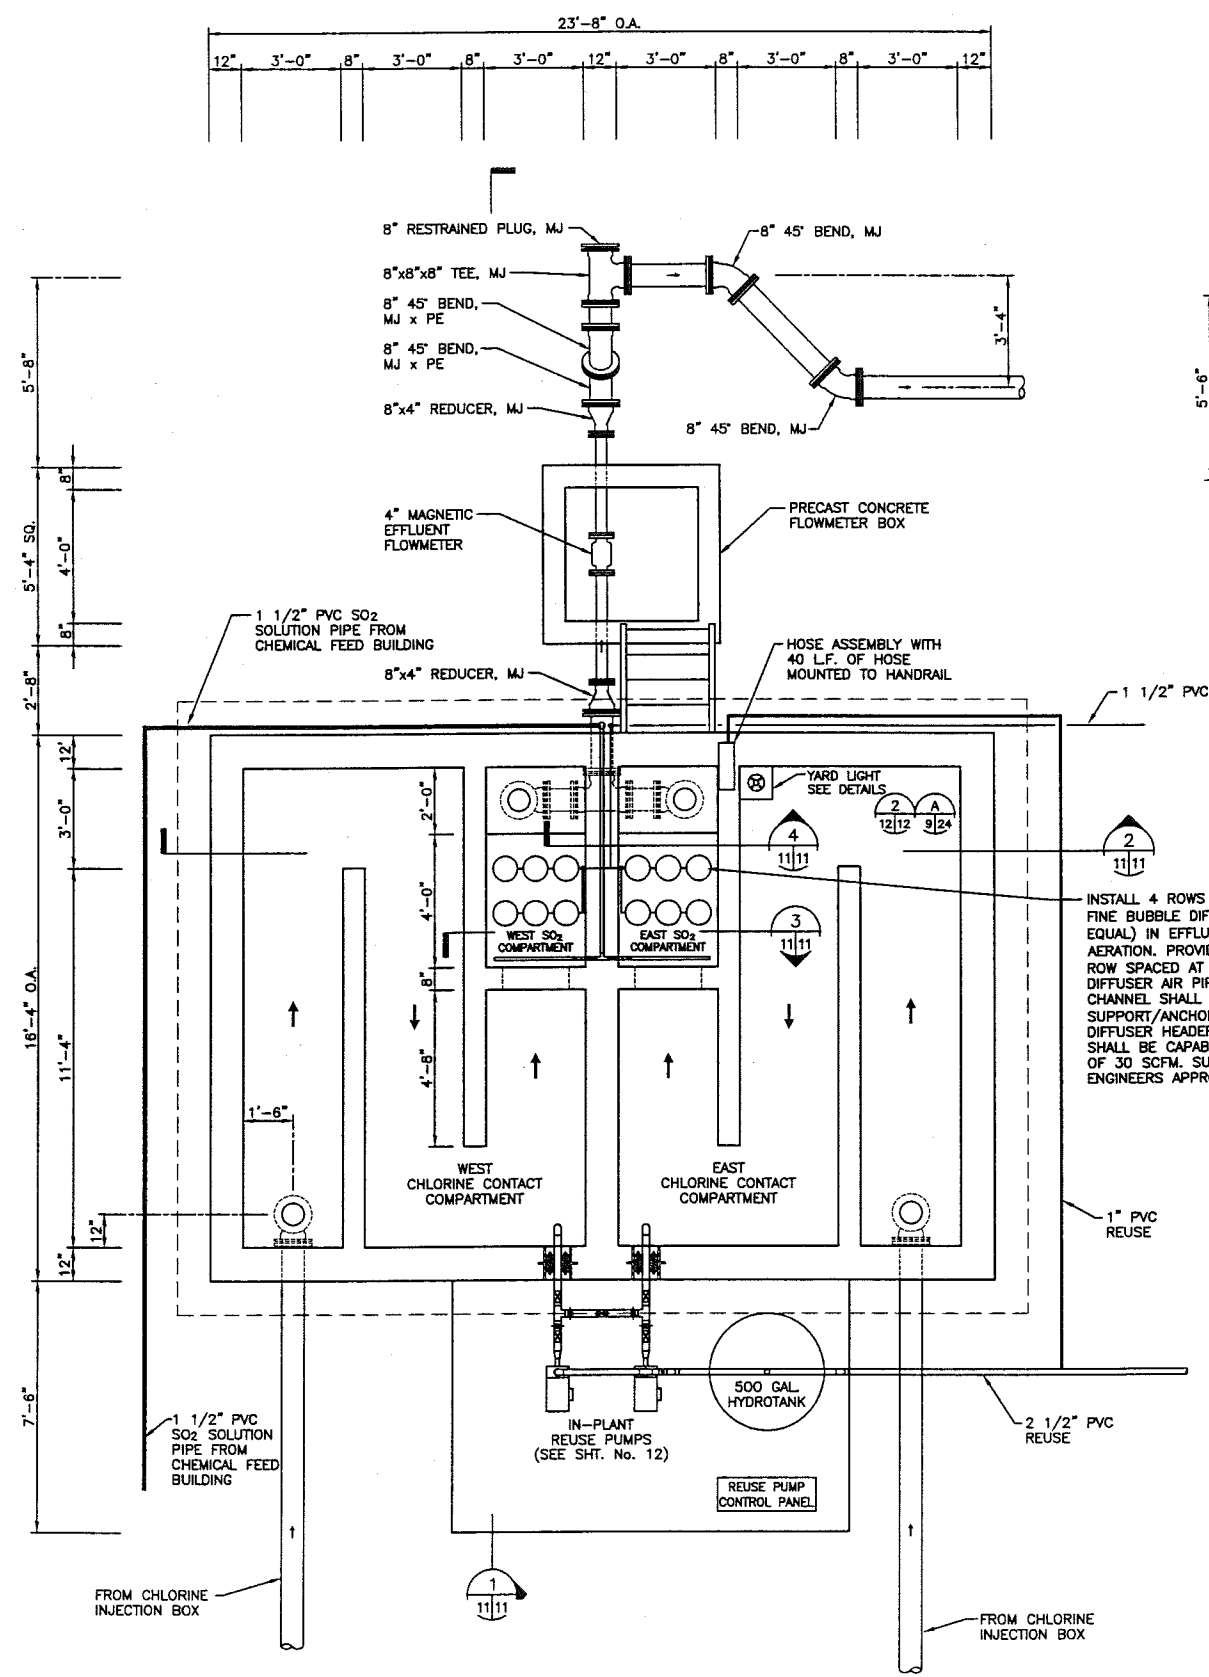 23'-8" O.A.
12" 3'-0" 8" 3'-0" 8" 3'-0" 12" 3'-0" 8" 3'-0" 8" 3'-0" 12"
8" RESTRAINED PLUG, MJ
8" 45° BEND, MJ
8"x8"x8" TEE, MJ
8" 45° BEND,
MJ x PE
8" 45° BEND,
MJ x PE
3'-4"
5'-8"
5'-6"
8"x4" REDUCER, MJ
8" 45° BEND, MJ
8"
4'-0"
8"
5'-4" SQ.
4" MAGNETIC
EFFLUENT
FLOWMETER
PRECAST CONCRETE
FLOWMETER BOX
1 1/2" PVC SO2
SOLUTION PIPE FROM
CHEMICAL FEED BUILDING
HOSE ASSEMBLY WITH
40 L.F. OF HOSE
MOUNTED TO HANDRAIL
8"x4" REDUCER, MJ
2'-8"
1 1/2" PVC
12'
3'-0"
2'-0"
YARD LIGHT
SEE DETAILS
2
12 12
A
9 24
4
11 11
2
11 11
4'-0"
INSTALL 4 ROWS
FINE BUBBLE DIF
EQUAL) IN EFFLU
AERATION. PROVI
ROW SPACED AT
DIFFUSER AIR PI
CHANNEL SHALL
SUPPORT/ANCHO
DIFFUSER HEADE
SHALL BE CAPAB
OF 30 SCFM. SU
ENGINEERS APPR
3
11 11
WEST SO2
COMPARTMENT
EAST SO2
COMPARTMENT
8"
16'-4" O.A.
11'-4"
4'-8"
1'-6"
WEST
CHLORINE CONTACT
COMPARTMENT
EAST
CHLORINE CONTACT
COMPARTMENT
12"
12"
1" PVC
REUSE
7'-6"
500 GAL.
HYDROTANK
1 1/2" PVC
SO2 SOLUTION
PIPE FROM
CHEMICAL FEED
BUILDING
IN-PLANT
REUSE PUMPS
(SEE SHT. No. 12)
2 1/2" PVC
REUSE
REUSE PUMP
CONTROL PANEL
1
11 11
FROM CHLORINE
INJECTION BOX
FROM CHLORINE
INJECTION BOX